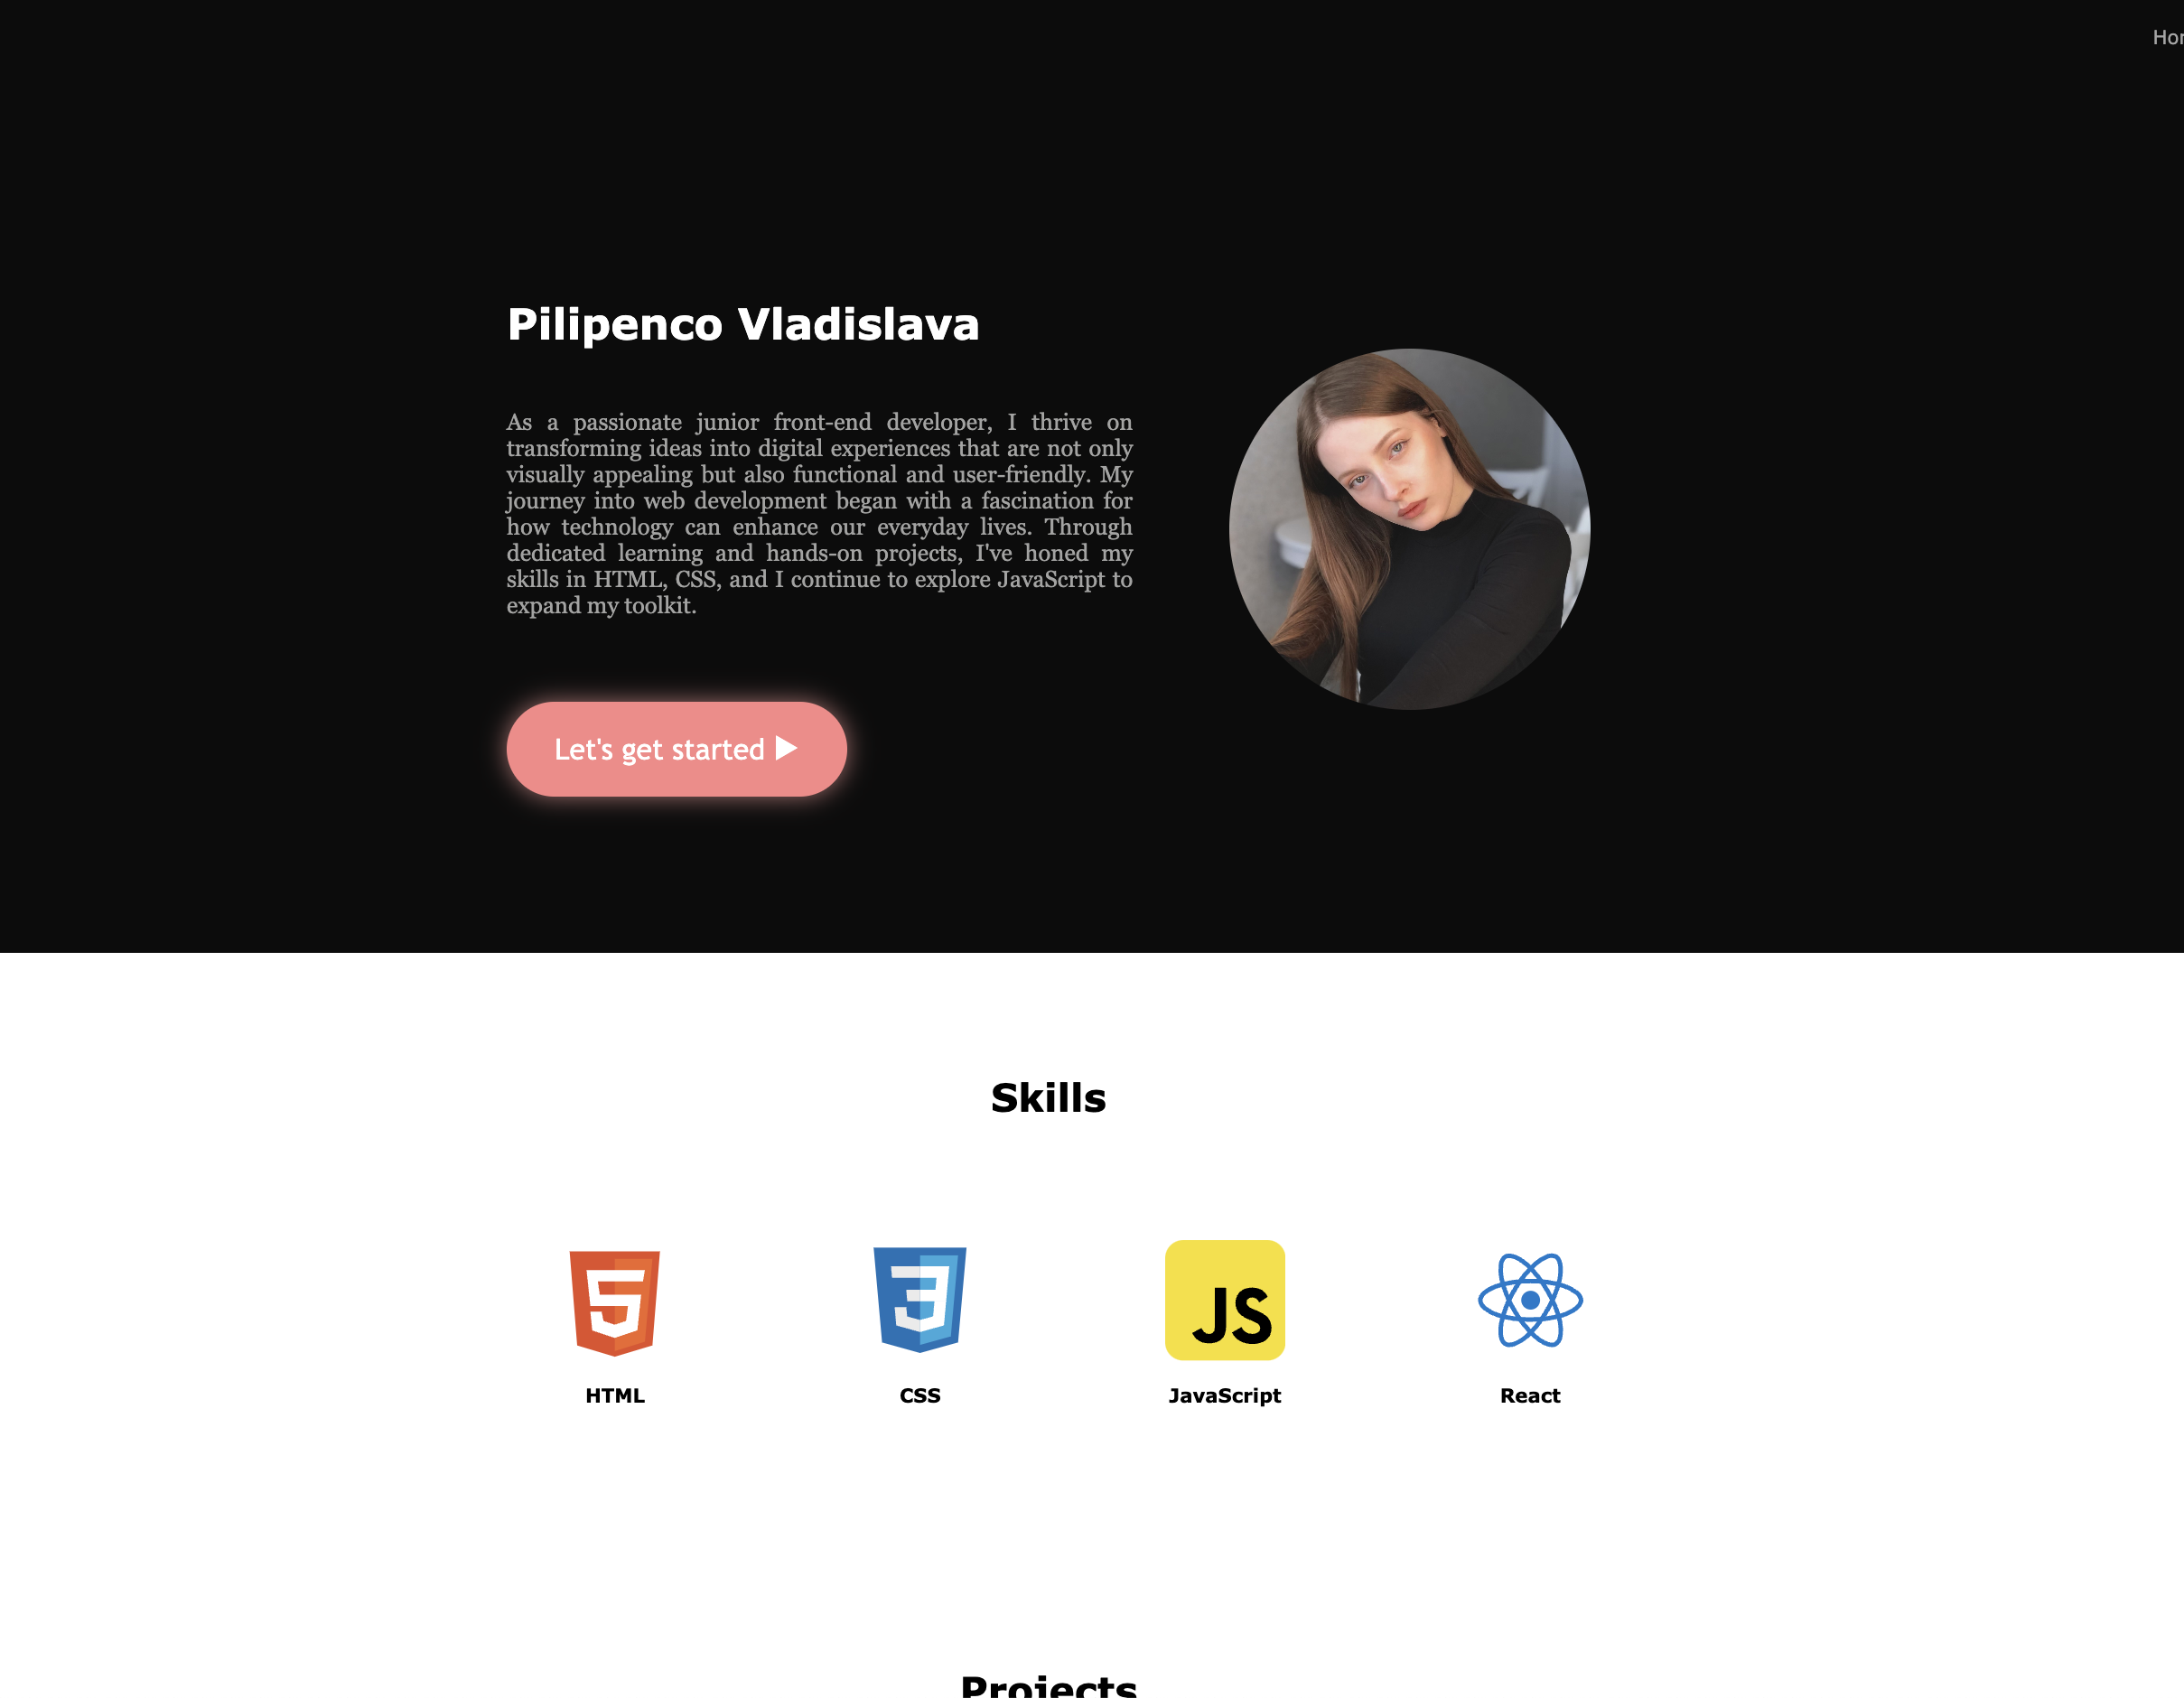 Hor
Pilipenco Vladislava
As a passionate junior front-end developer, I thrive on
transforming ideas into digital experiences that are not only
visually appealing but also functional and user-friendly. My
journey into web development began with a fascination for
how technology can enhance our everyday lives. Through
dedicated learning and hands-on projects, I've honed my
skills in HTML, CSS, and I continue to explore JavaScript to
expand my toolkit.
Let's get started
Skills
5
3
JS
HTML
CSS
JavaScript
React
Projects